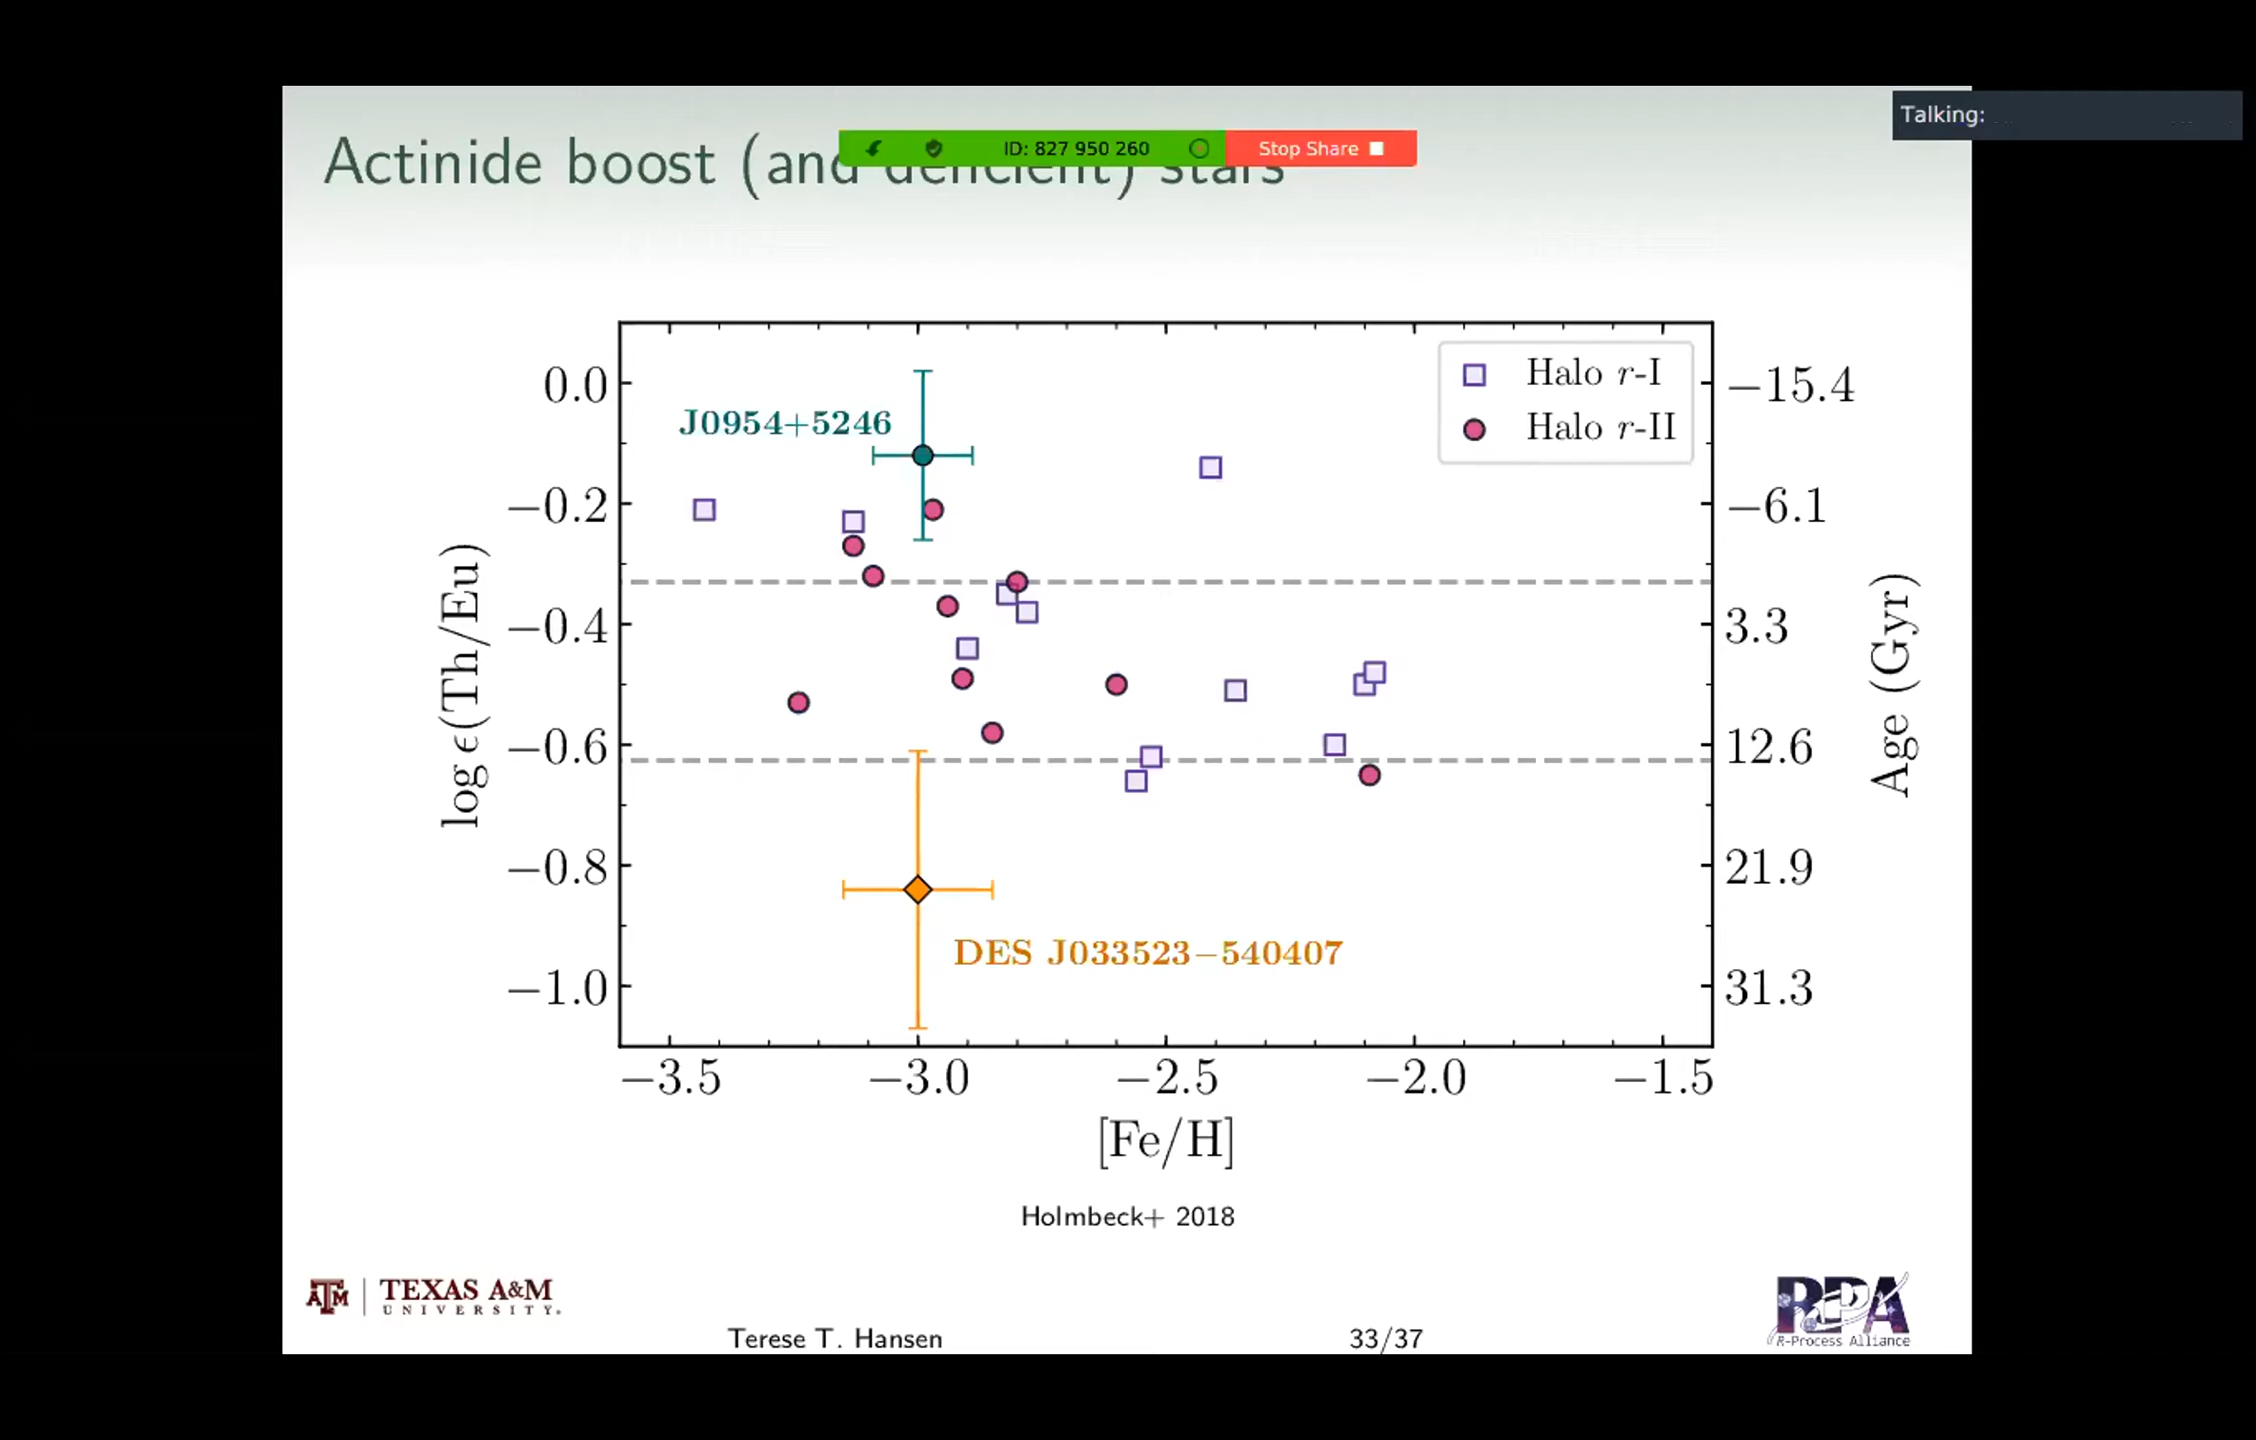 Talking:
ID: 827 950 260
Stop Share
Actinide boost (and deficient) stars
Halo r-I
Halo r-II
J0954+5246
DES J033523−540407
log ϵ(Th/Eu)
0.0
−0.2
−0.4
−0.6
−0.8
−1.0
−15.4
−6.1
3.3
12.6
21.9
31.3
Age (Gyr)
−3.5 −3.0 −2.5 −2.0 −1.5
[Fe/H]
Holmbeck+ 2018
ATM
TEXAS A&M
UNIVERSITY.
Terese T. Hansen
33/37
RPA
R-Process Alliance